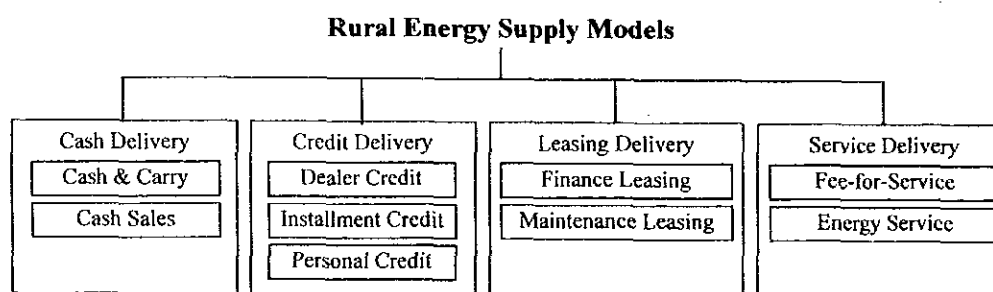 Rural Energy Supply Models
Cash Delivery
Cash & Carry
Cash Sales
Credit Delivery
Dealer Credit
Installment Credit
Personal Credit
Leasing Delivery
Finance Leasing
Maintenance Leasing
Service Delivery
Fee-for-Service
Energy Service